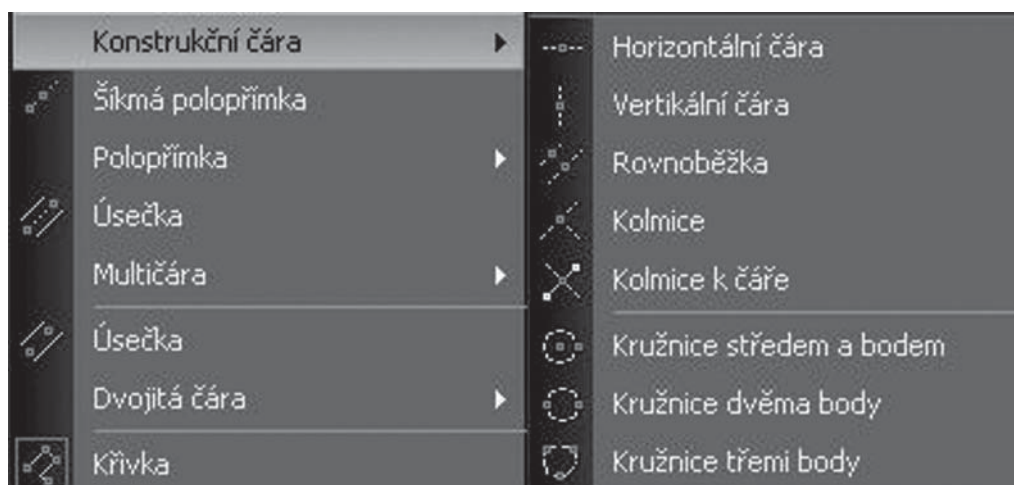 Konstrukční čára
Šíkmá polopřímka
Polopřímka
Úsečka
Multičára
Úsečka
Dvojitá čára
Křivka
Horizontální čára
Vertikální čára
Rovnoběžka
Kolmice
Kolmice k čáře
Kružnice středem a bodem
Kružnice dvěma body
Kružnice třemi body